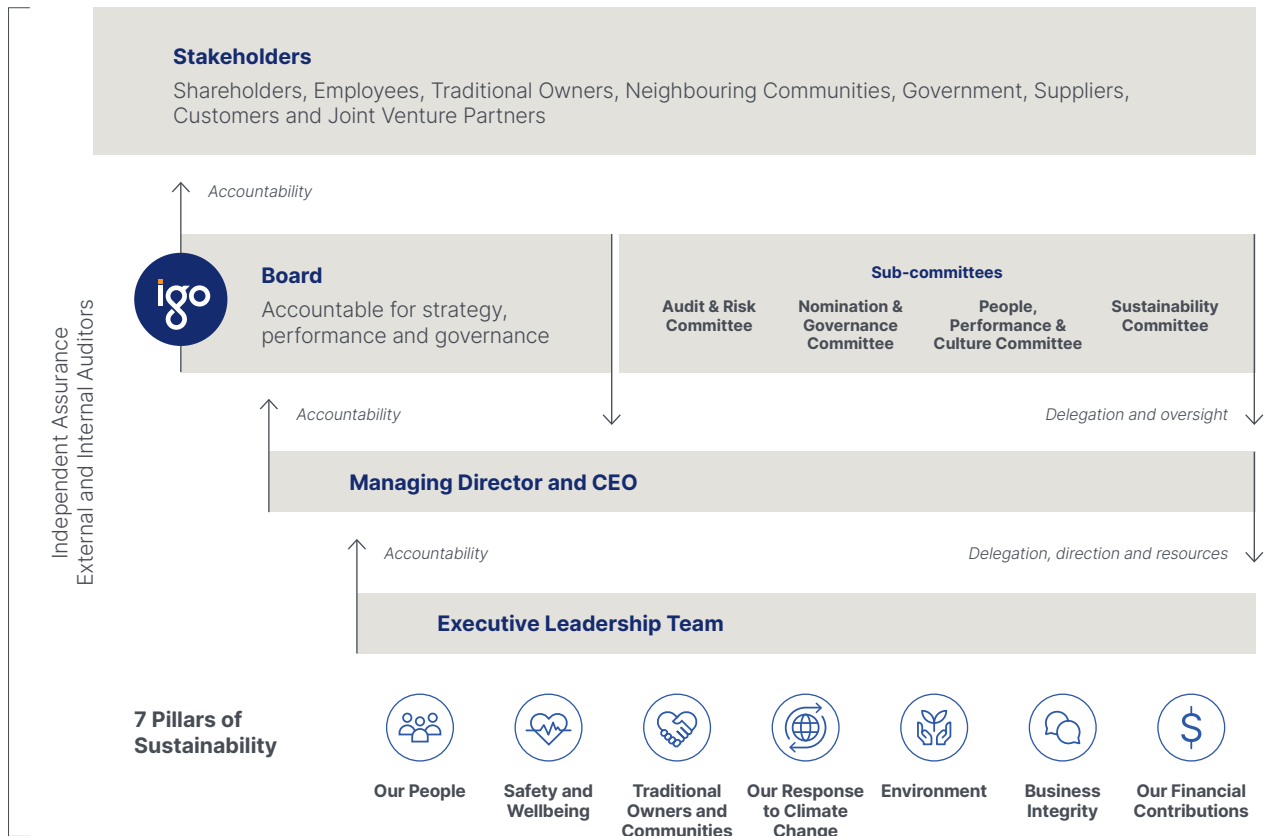 Stakeholders
Shareholders, Employees, Traditional Owners, Neighbouring Communities, Government, Suppliers,
Customers and Joint Venture Partners
Accountability
igo
Board
Accountable for strategy,
performance and governance
Sub-committees
Audit & Risk
Committee
Nomination &
Governance
Committee
People,
Performance &
Culture Committee
Sustainability
Committee
Independent Assurance
External and Internal Auditors
Accountability
Delegation and oversight
Managing Director and CEO
Accountability
Delegation, direction and resources
Executive Leadership Team
7 Pillars of
Sustainability
$
Our People
Safety and
Wellbeing
Traditional
Owners and
Communities
Our Response
to Climate
Change
Environment
Business
Integrity
Our Financial
Contributions